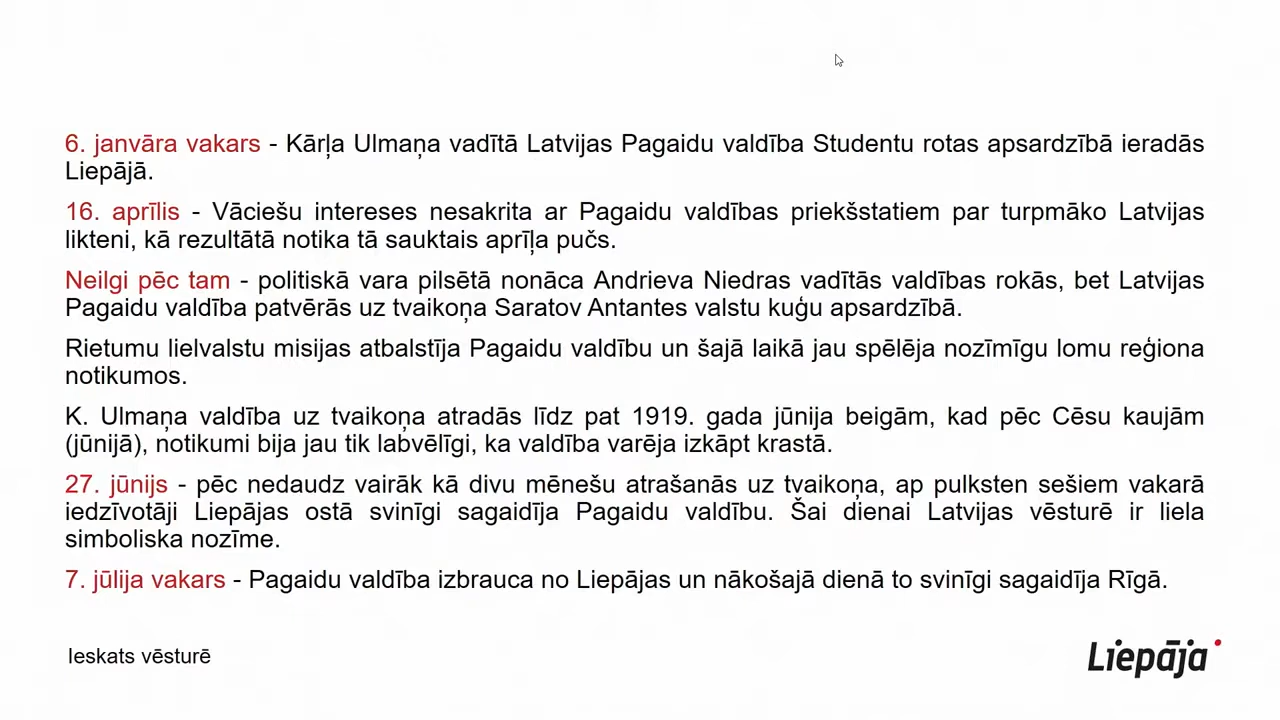 6. janvāra vakars - Kārļa Ulmaņa vadītā Latvijas Pagaidu valdība Studentu rotas apsardzībā ieradās
Liepājā.
16. aprīlis - Vāciešu intereses nesakrita ar Pagaidu valdības priekšstatiem par turpmāko Latvijas
likteni, kā rezultātā notika tā sauktais aprīļa pučs.
Neilgi pēc tam - politiskā vara pilsētā nonāca Andrieva Niedras vadītās valdības rokās, bet Latvijas
Pagaidu valdība patvērās uz tvaikoņa Saratov Antantes valstu kuģu apsardzībā.
Rietumu lielvalstu misijas atbalstīja Pagaidu valdību un šajā laikā jau spēlēja nozīmīgu lomu reģiona
notikumos.
K. Ulmaņa valdība uz tvaikoņa atradās līdz pat 1919. gada jūnija beigām, kad pēc Cēsu kaujām
(jūnijā), notikumi bija jau tik labvēlīgi, ka valdība varēja izkāpt krastā.
27. jūnijs - pēc nedaudz vairāk kā divu mēnešu atrašanās uz tvaikoņa, ap pulksten sešiem vakarā
iedzīvotāji Liepājas ostā svinīgi sagaidīja Pagaidu valdību. Šai dienai Latvijas vēsturē ir liela
simboliska nozīme.
7. jūlija vakars - Pagaidu valdība izbrauca no Liepājas un nākošajā dienā to svinīgi sagaidīja Rīgā.
Ieskats vēsturē
Liepāja